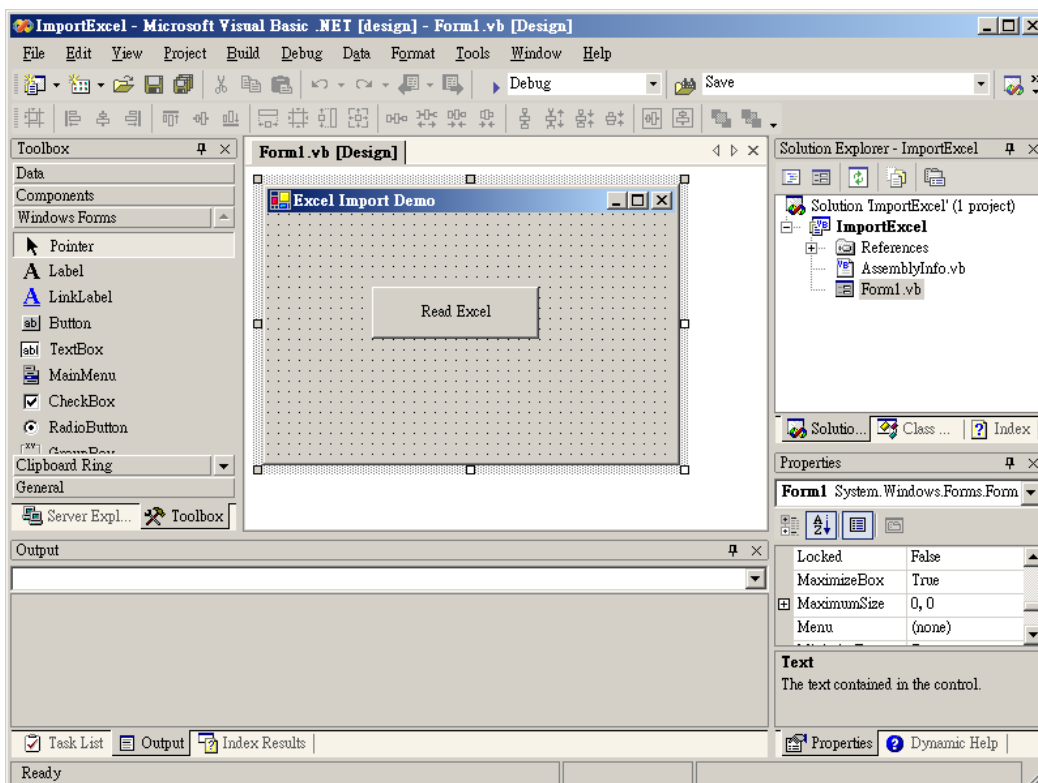 ImportExcel - Microsoft Visual Basic .NET [design] - Form1.vb [Design]
File Edit View Project Build Debug Data Format Tools Window Help
Debug Save
Toolbox
Data
Components
Windows Forms
Pointer
A Label
A LinkLabel
ab Button
abl TextBox
MainMenu
CheckBox
RadioButton
GroupBox
Clipboard Ring
General
Server Expl... Toolbox
Form1.vb [Design]
Excel Import Demo
Read Excel
Solution Explorer - ImportExcel
Solution 'ImportExcel' (1 project)
ImportExcel
References
AssemblyInfo.vb
Form1.vb
Solutio... Class ... Index
Properties
Form1 System.Windows.Forms.Form
Locked False
MaximizeBox True
MaximumSize 0, 0
Menu (none)
Text
The text contained in the control.
Properties Dynamic Help
Output
Task List Output Index Results
Ready